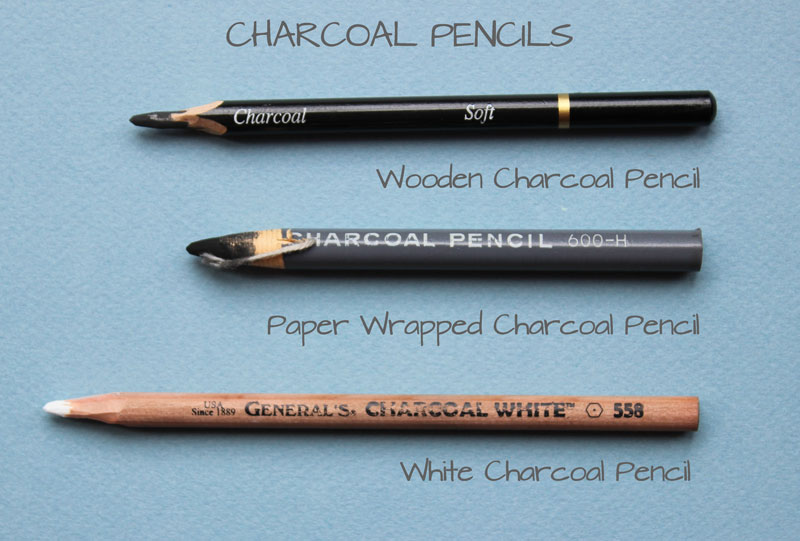 CHARCOAL PENCILS
Charcoal Soft
Wooden Charcoal Pencil
CHARCOAL PENCIL 600-H
Paper Wrapped Charcoal Pencil
USA
Since 1889 GENERAL'S® CHARCOAL WHITE™ 558
White Charcoal Pencil